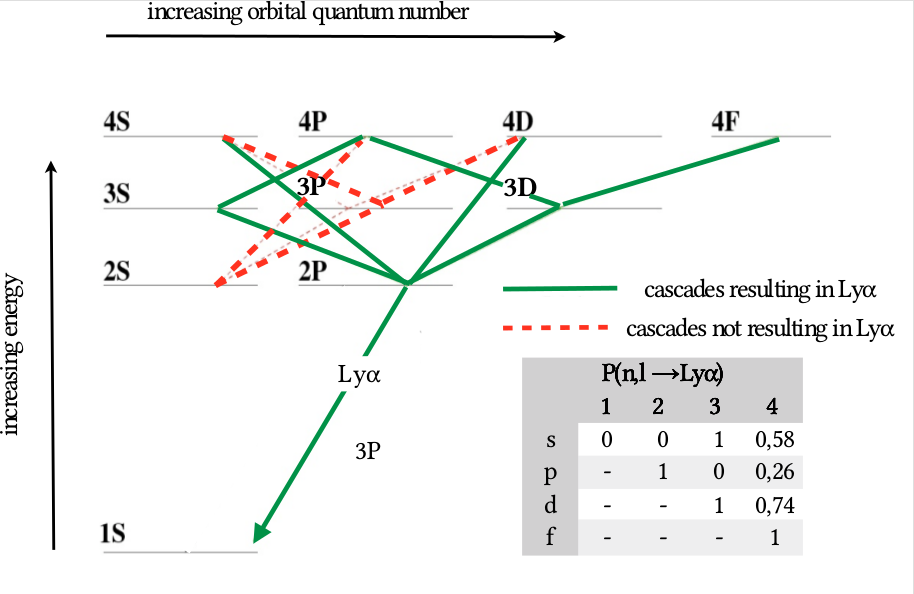 increasing orbital quantum number
4S 4P 4D 4F
3S 3P 3D
2S 2P
increasing energy
cascades resulting in Lyα
cascades not resulting in Lyα
Lyα
3P
1S
P(n,l →Lyα)
1 2 3 4
s 0 0 1 0,58
p - 1 0 0,26
d - - 1 0,74
f - - - 1